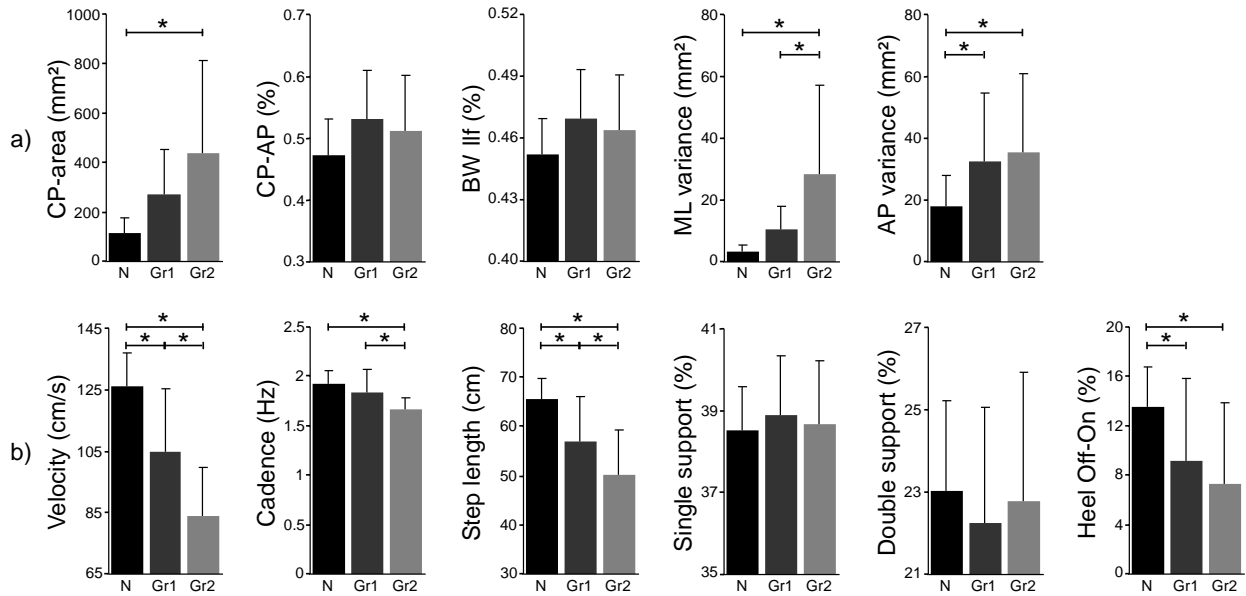 a)
CP-area (mm²)
1000
800
600
400
200
0
N Gr1 Gr2
*
CP-AP (%)
0.7
0.6
0.5
0.4
0.3
N Gr1 Gr2
BW llf (%)
0.52
0.49
0.46
0.43
0.40
N Gr1 Gr2
ML variance (mm²)
80
60
40
20
0
N Gr1 Gr2
*
*
AP variance (mm²)
80
60
40
20
0
N Gr1 Gr2
*
*
b)
Velocity (cm/s)
145
125
105
85
65
N Gr1 Gr2
*
* *
Cadence (Hz)
2.5
2
1.5
1
0.5
0
N Gr1 Gr2
*
*
Step length (cm)
80
70
60
50
40
30
N Gr1 Gr2
*
* *
Single support (%)
41
39
37
35
N Gr1 Gr2
Double support (%)
27
25
23
21
N Gr1 Gr2
Heel Off-On (%)
20
16
12
8
4
0
N Gr1 Gr2
*
*